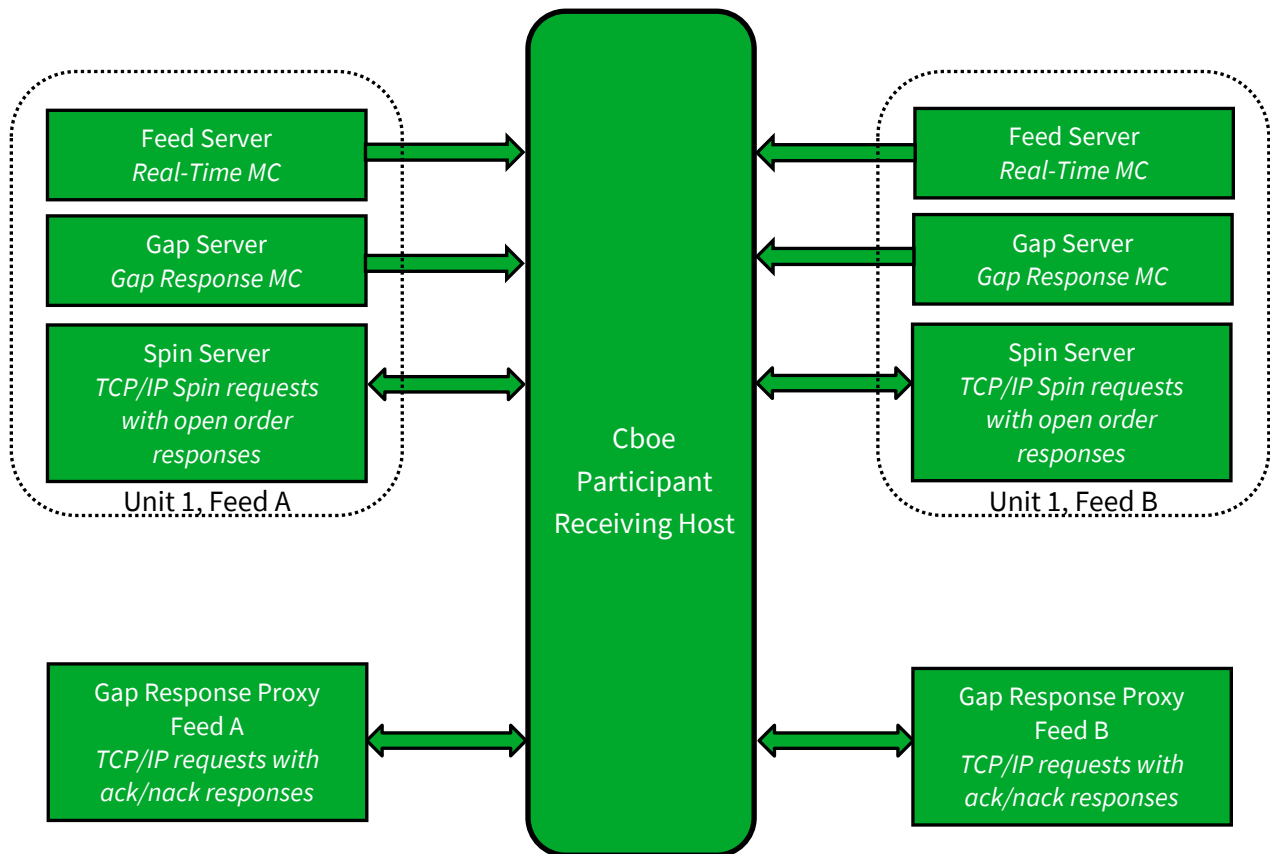 Feed Server
Real-Time MC
Gap Server
Gap Response MC
Spin Server
TCP/IP Spin requests
with open order
responses
Unit 1, Feed A
Gap Response Proxy
Feed A
TCP/IP requests with
ack/nack responses
Cboe
Participant
Receiving Host
Feed Server
Real-Time MC
Gap Server
Gap Response MC
Spin Server
TCP/IP Spin requests
with open order
responses
Unit 1, Feed B
Gap Response Proxy
Feed B
TCP/IP requests with
ack/nack responses